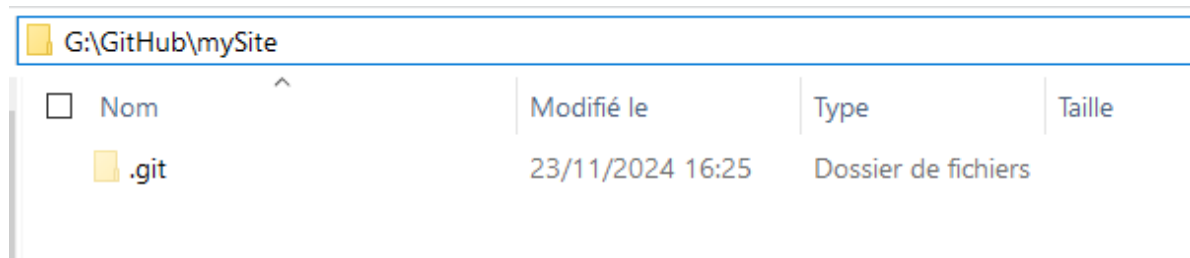 G:\GitHub\mySite
Nom Modifié le Type Taille
.git 23/11/2024 16:25 Dossier de fichiers